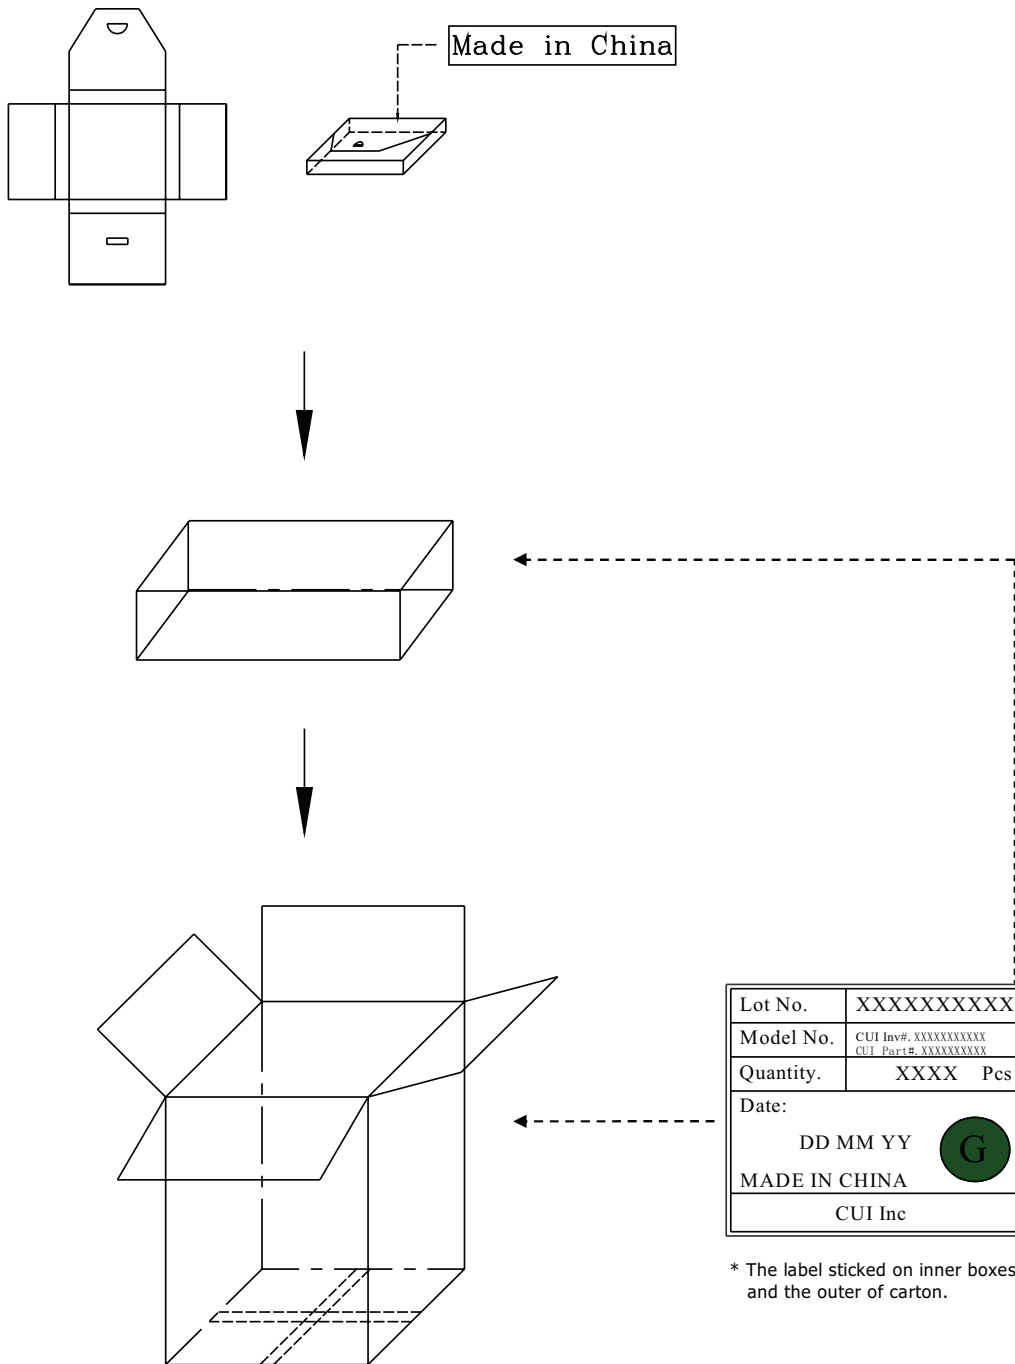 Made in China
Lot No. XXXXXXXXXX
Model No. CUI Inv#. XXXXXXXXXXX
CUI Part#. XXXXXXXXXX
Quantity. XXXX Pcs
Date:
DD MM YY
G
MADE IN CHINA
CUI Inc
* The label sticked on inner boxes
and the outer of carton.